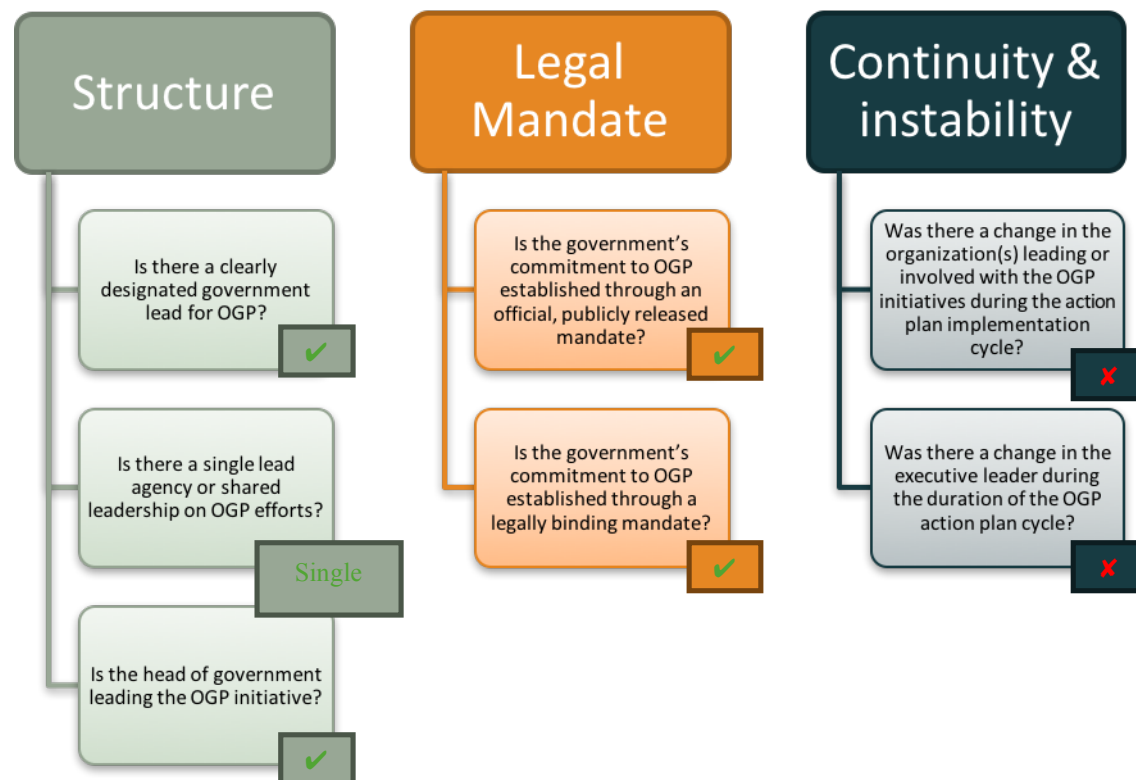 Structure
Is there a clearly
designated government
lead for OGP?
✔
Is there a single lead
agency or shared
leadership on OGP efforts?
Single
Is the head of government
leading the OGP initiative?
✔
Legal
Mandate
Is the government’s
commitment to OGP
established through an
official, publicly released
mandate?
✔
Is the government’s
commitment to OGP
established through a
legally binding mandate?
✔
Continuity &
instability
Was there a change in the
organization(s) leading or
involved with the OGP
initiatives during the action
plan implementation
cycle?
✘
Was there a change in the
executive leader during
the duration of the OGP
action plan cycle?
✘